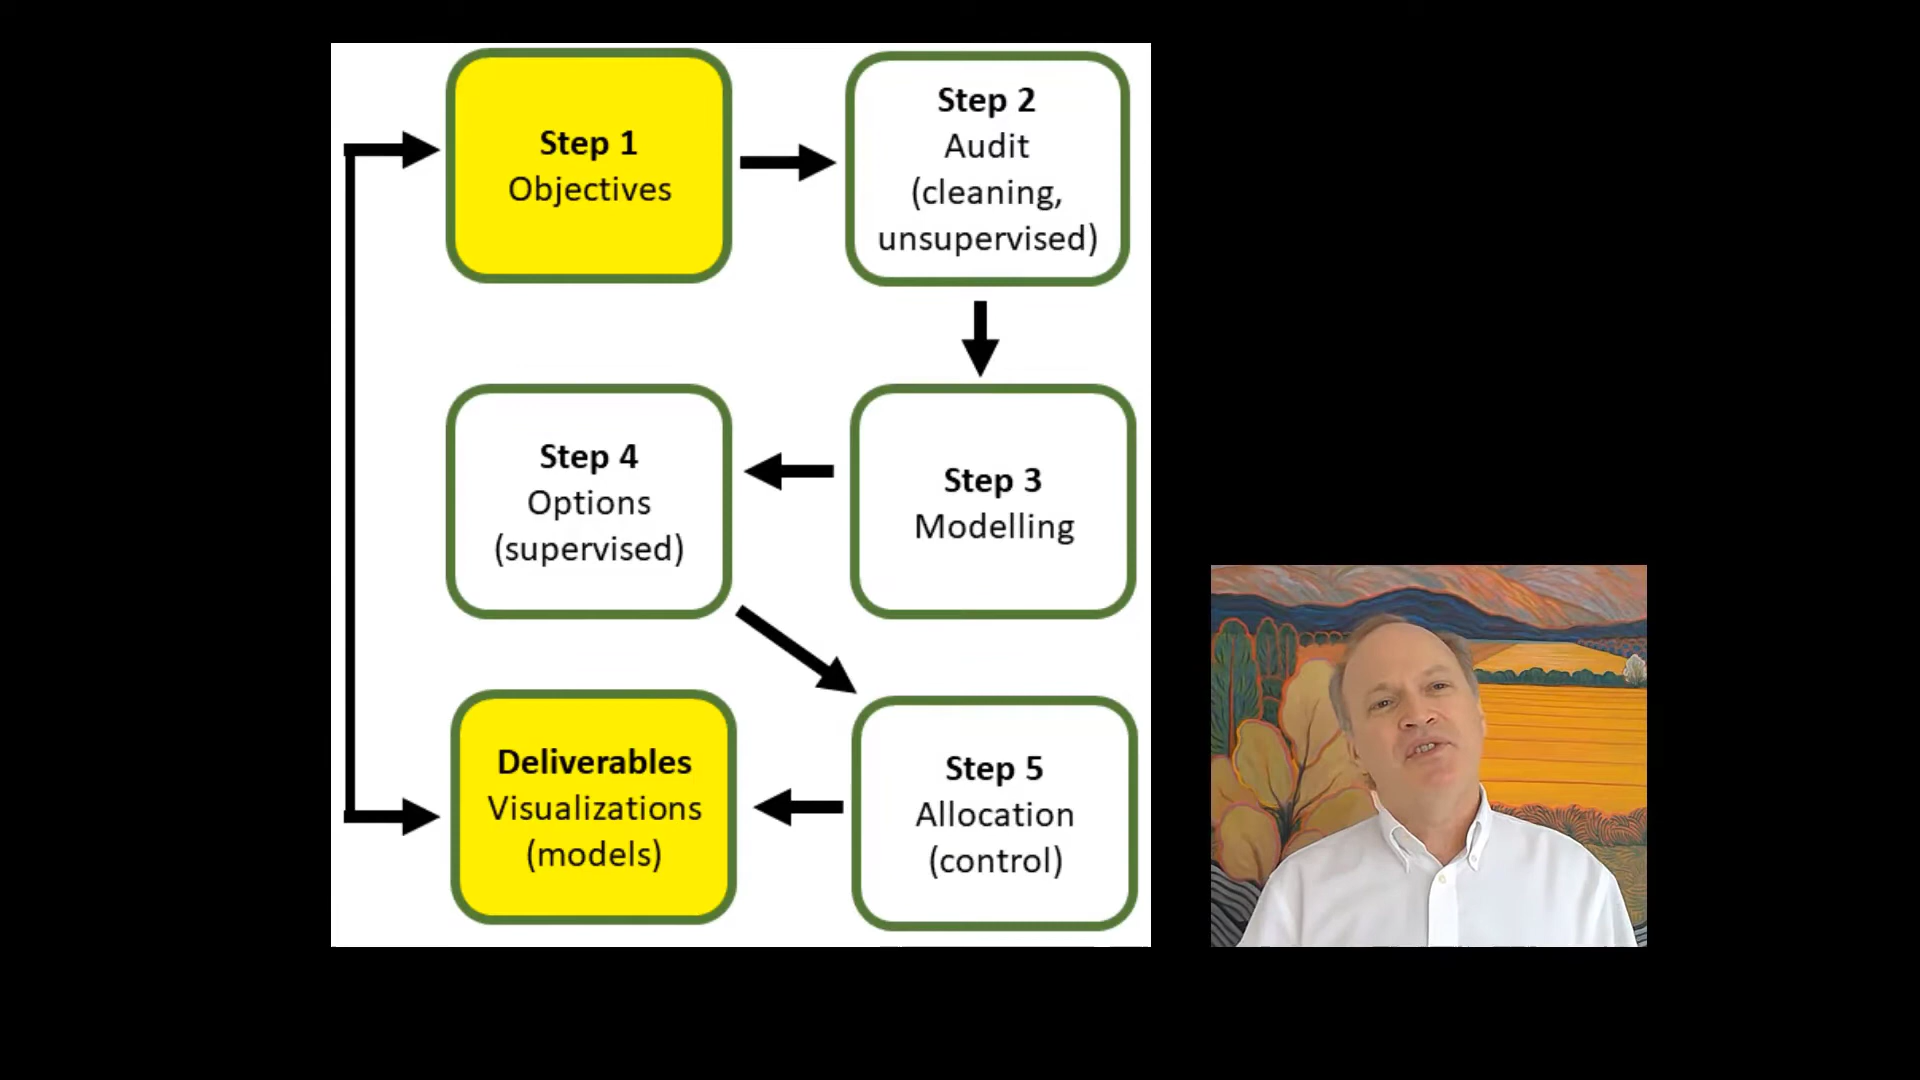 Step 1
Objectives
Step 2
Audit
(cleaning,
unsupervised)
Step 4
Options
(supervised)
Step 3
Modelling
Deliverables
Visualizations
(models)
Step 5
Allocation
(control)